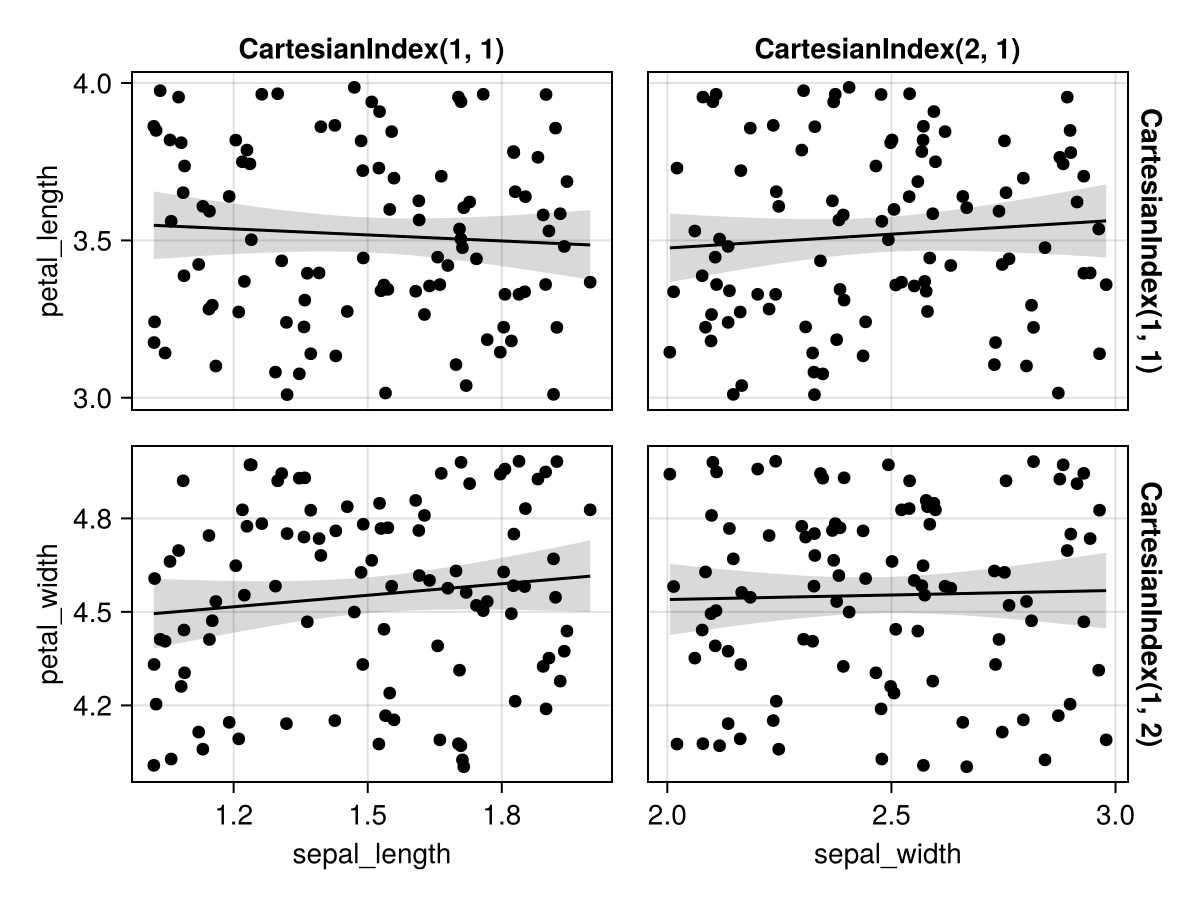 CartesianIndex(1, 1)
CartesianIndex(2, 1)
4.0
3.5
3.0
petal_length
CartesianIndex(1, 1)
4.8
4.5
4.2
petal_width
CartesianIndex(1, 2)
1.2
1.5
1.8
2.0
2.5
3.0
sepal_length
sepal_width